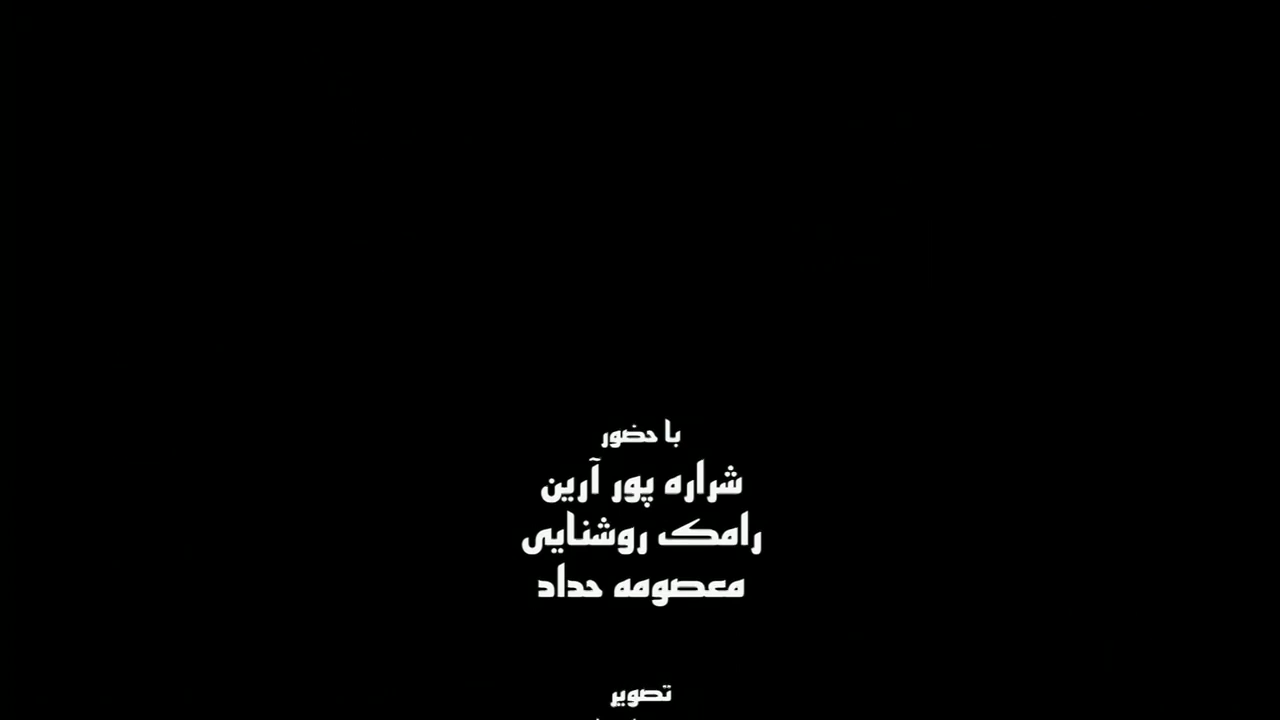 با حضور
شراره پور آرین
رامک روشنایی
معصومه حداد
تصویر